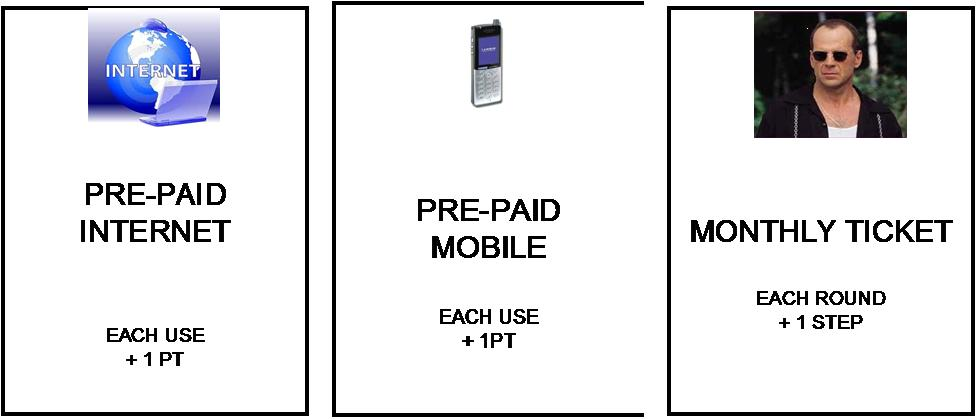 INTERNET
PRE-PAID
INTERNET
EACH USE
+ 1 PT
PRE-PAID
MOBILE
EACH USE
+ 1PT
MONTHLY TICKET
EACH ROUND
+ 1 STEP